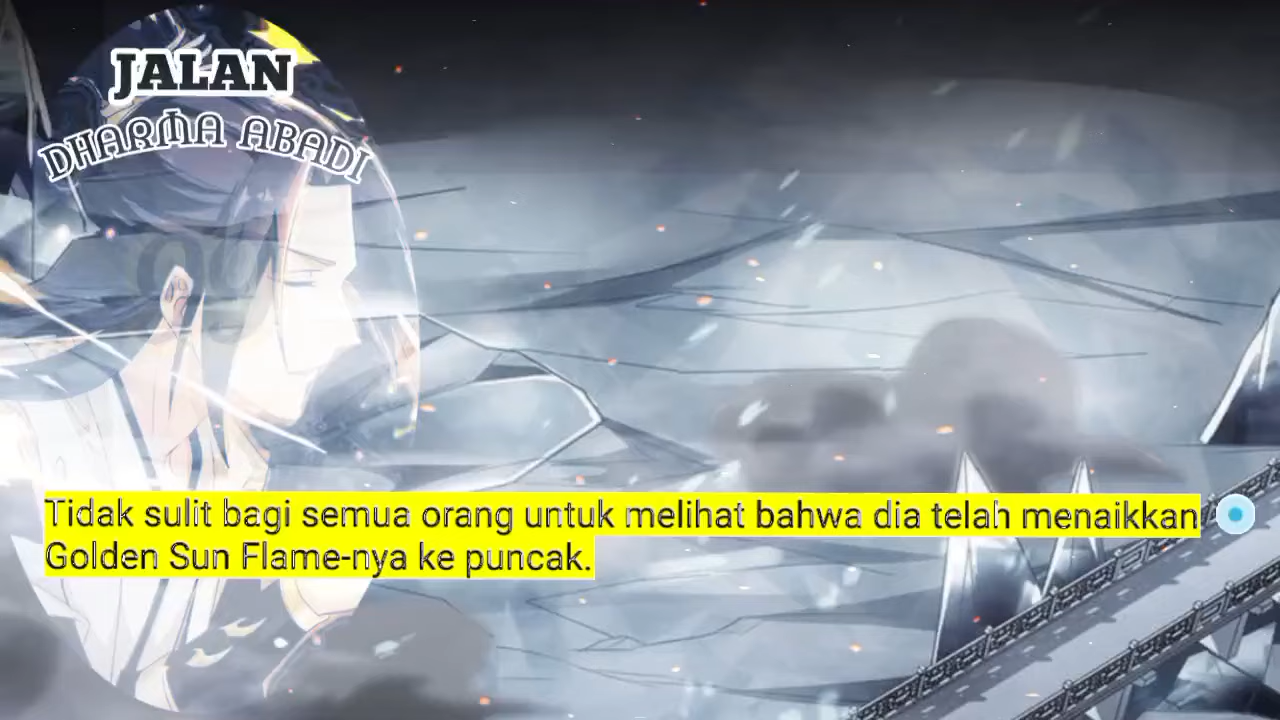 JALAN
DHARMA ABADI
Tidak sulit bagi semua orang untuk melihat bahwa dia telah menaikkan
Golden Sun Flame-nya ke puncak.